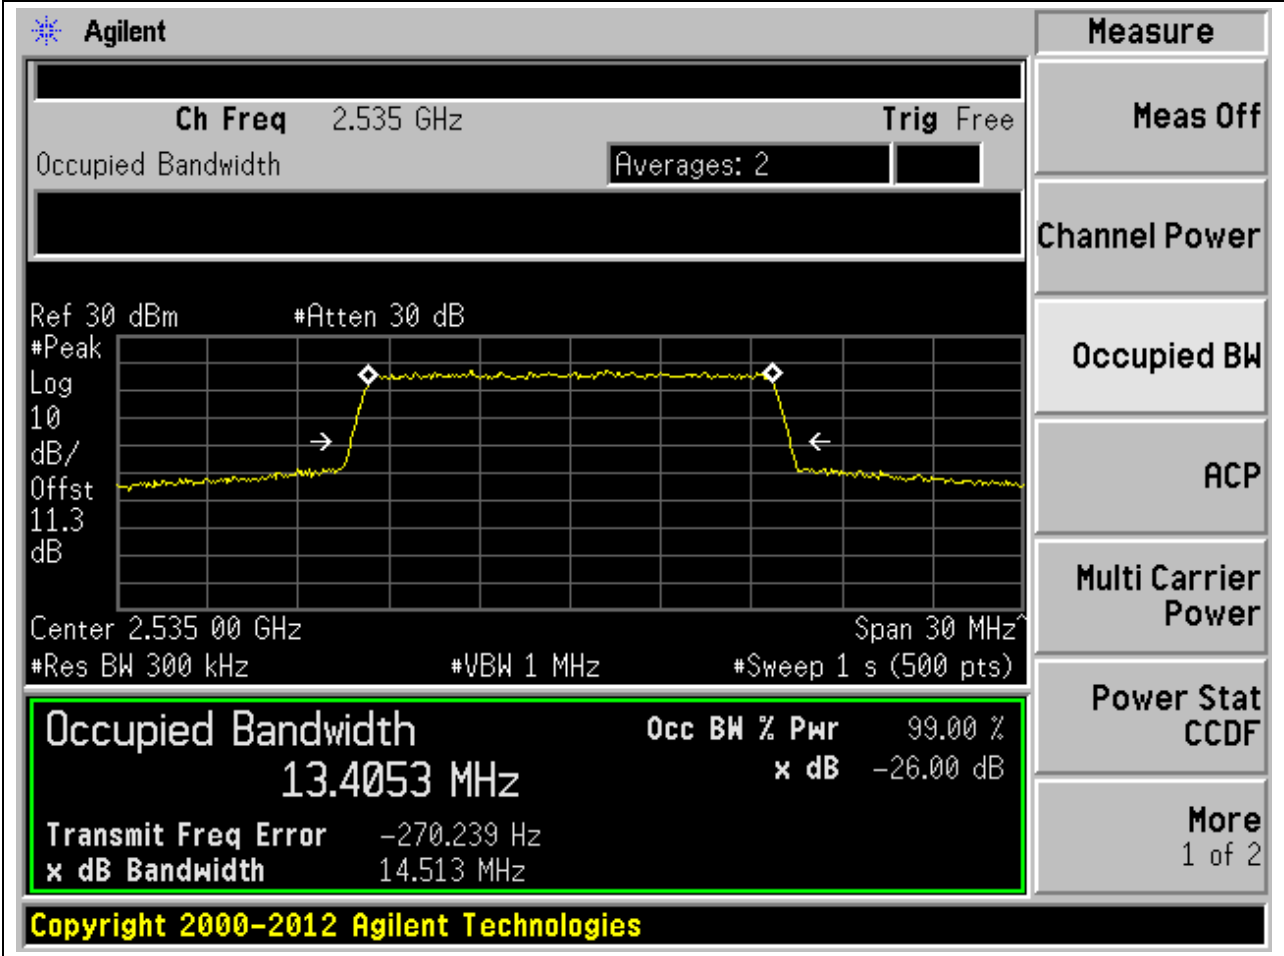 Agilent
Measure
Ch Freq 2.535 GHz Trig Free
Occupied Bandwidth Averages: 2
Ref 30 dBm #Atten 30 dB
#Peak
Log
10
dB/
Offst
11.3
dB
Center 2.535 00 GHz Span 30 MHz^
#Res BW 300 kHz #VBW 1 MHz #Sweep 1 s (500 pts)
Occupied Bandwidth Occ BW % Pwr 99.00 %
13.4053 MHz x dB -26.00 dB
Transmit Freq Error -270.239 Hz
x dB Bandwidth 14.513 MHz
Copyright 2000-2012 Agilent Technologies
Meas Off
Channel Power
Occupied BW
ACP
Multi Carrier
Power
Power Stat
CCDF
More
1 of 2